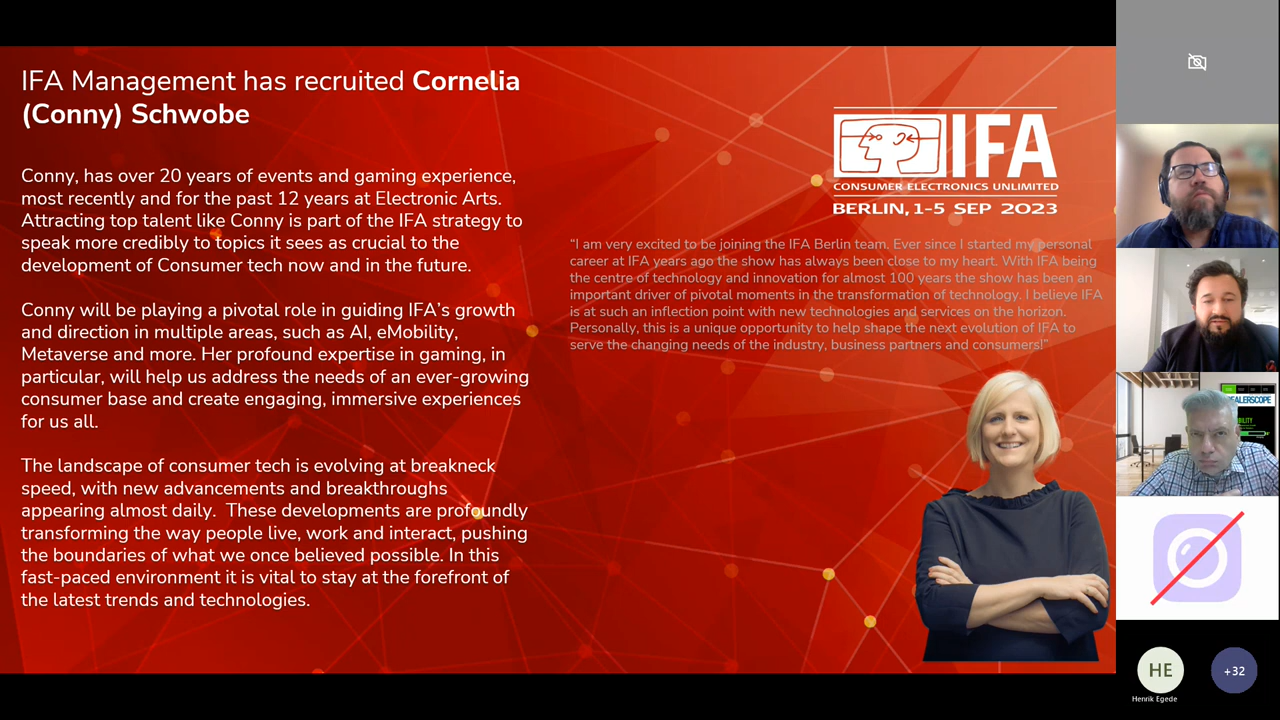 IFA Management has recruited Cornelia
(Conny) Schwobe
Conny, has over 20 years of events and gaming experience,
most recently and for the past 12 years at Electronic Arts.
Attracting top talent like Conny is part of the IFA strategy to
speak more credibly to topics it sees as crucial to the
development of Consumer tech now and in the future.
Conny will be playing a pivotal role in guiding IFA's growth
and direction in multiple areas, such as AI, eMobility,
Metaverse and more. Her profound expertise in gaming, in
particular, will help us address the needs of an ever-growing
consumer base and create engaging, immersive experiences
for us all.
The landscape of consumer tech is evolving at breakneck
speed, with new advancements and breakthroughs
appearing almost daily.  These developments are profoundly
transforming the way people live, work and interact, pushing
the boundaries of what we once believed possible. In this
fast-paced environment it is vital to stay at the forefront of
the latest trends and technologies.
IFA
CONSUMER ELECTRONICS UNLIMITED
BERLIN, 1-5 SEP 2023
“I am very excited to be joining the IFA Berlin team. Ever since I started my personal
career at IFA years ago the show has always been close to my heart. With IFA being
the centre of technology and innovation for almost 100 years the show has been an
important driver of pivotal moments in the transformation of technology. I believe IFA
is at such an inflection point with new technologies and services on the horizon.
Personally, this is a unique opportunity to help shape the next evolution of IFA to
serve the changing needs of the industry, business partners and consumers!”
HE
Henrik Egede
+32